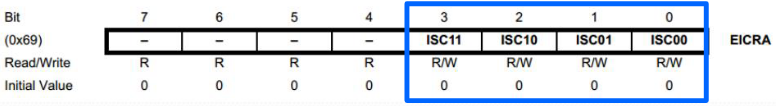 Bit 7 6 5 4 3 2 1 0
(0x69) – – – – ISC11 ISC10 ISC01 ISC00 EICRA
Read/Write R R R R R/W R/W R/W R/W
Initial Value 0 0 0 0 0 0 0 0